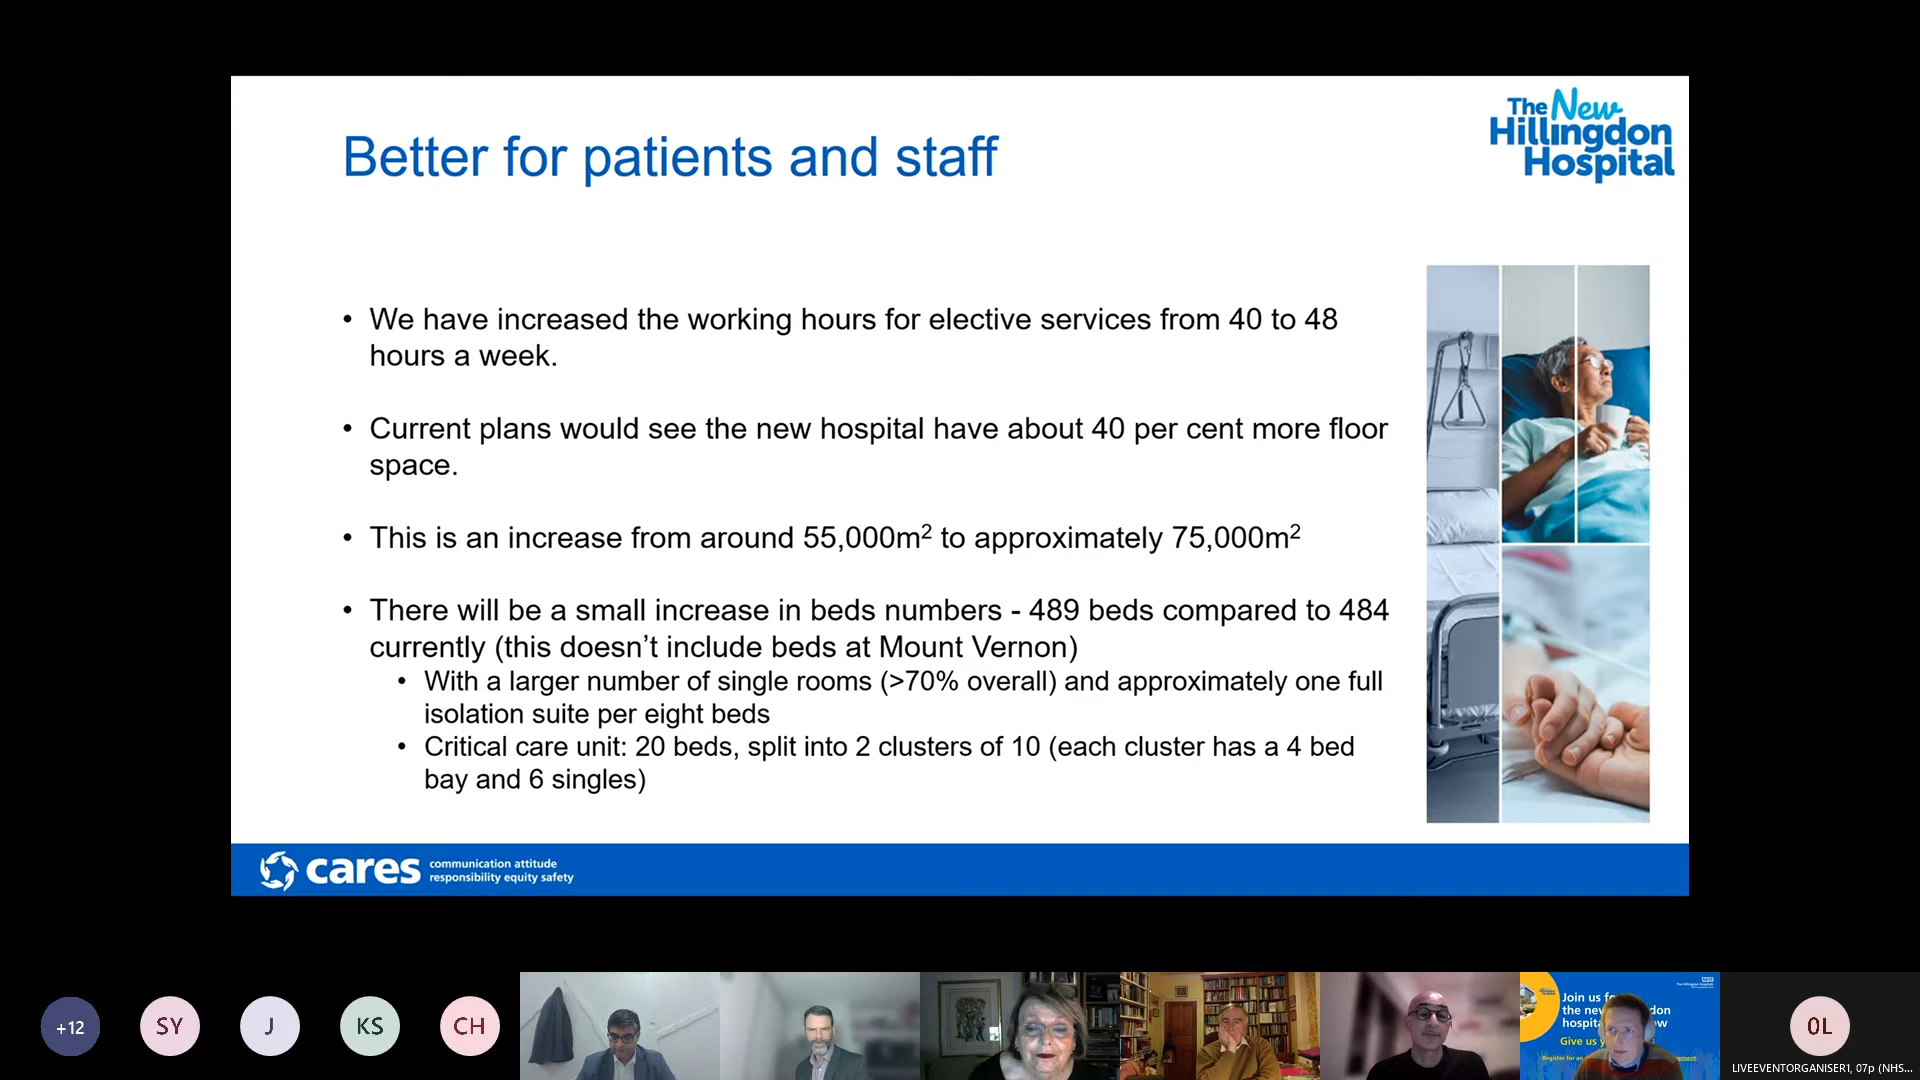 The New
Hillingdon
Hospital
Better for patients and staff
• We have increased the working hours for elective services from 40 to 48
hours a week.
• Current plans would see the new hospital have about 40 per cent more floor
space.
• This is an increase from around 55,000m² to approximately 75,000m²
• There will be a small increase in beds numbers - 489 beds compared to 484
currently (this doesn’t include beds at Mount Vernon)
• With a larger number of single rooms (>70% overall) and approximately one full
isolation suite per eight beds
• Critical care unit: 20 beds, split into 2 clusters of 10 (each cluster has a 4 bed
bay and 6 singles)
cares
communication attitude
responsibility equity safety
+12
SY
J
KS
CH
NHS
Join us
the new
hospital
Give us
Register for an
OL
LIVEEVENTORGANISER1, 07p (NHS...